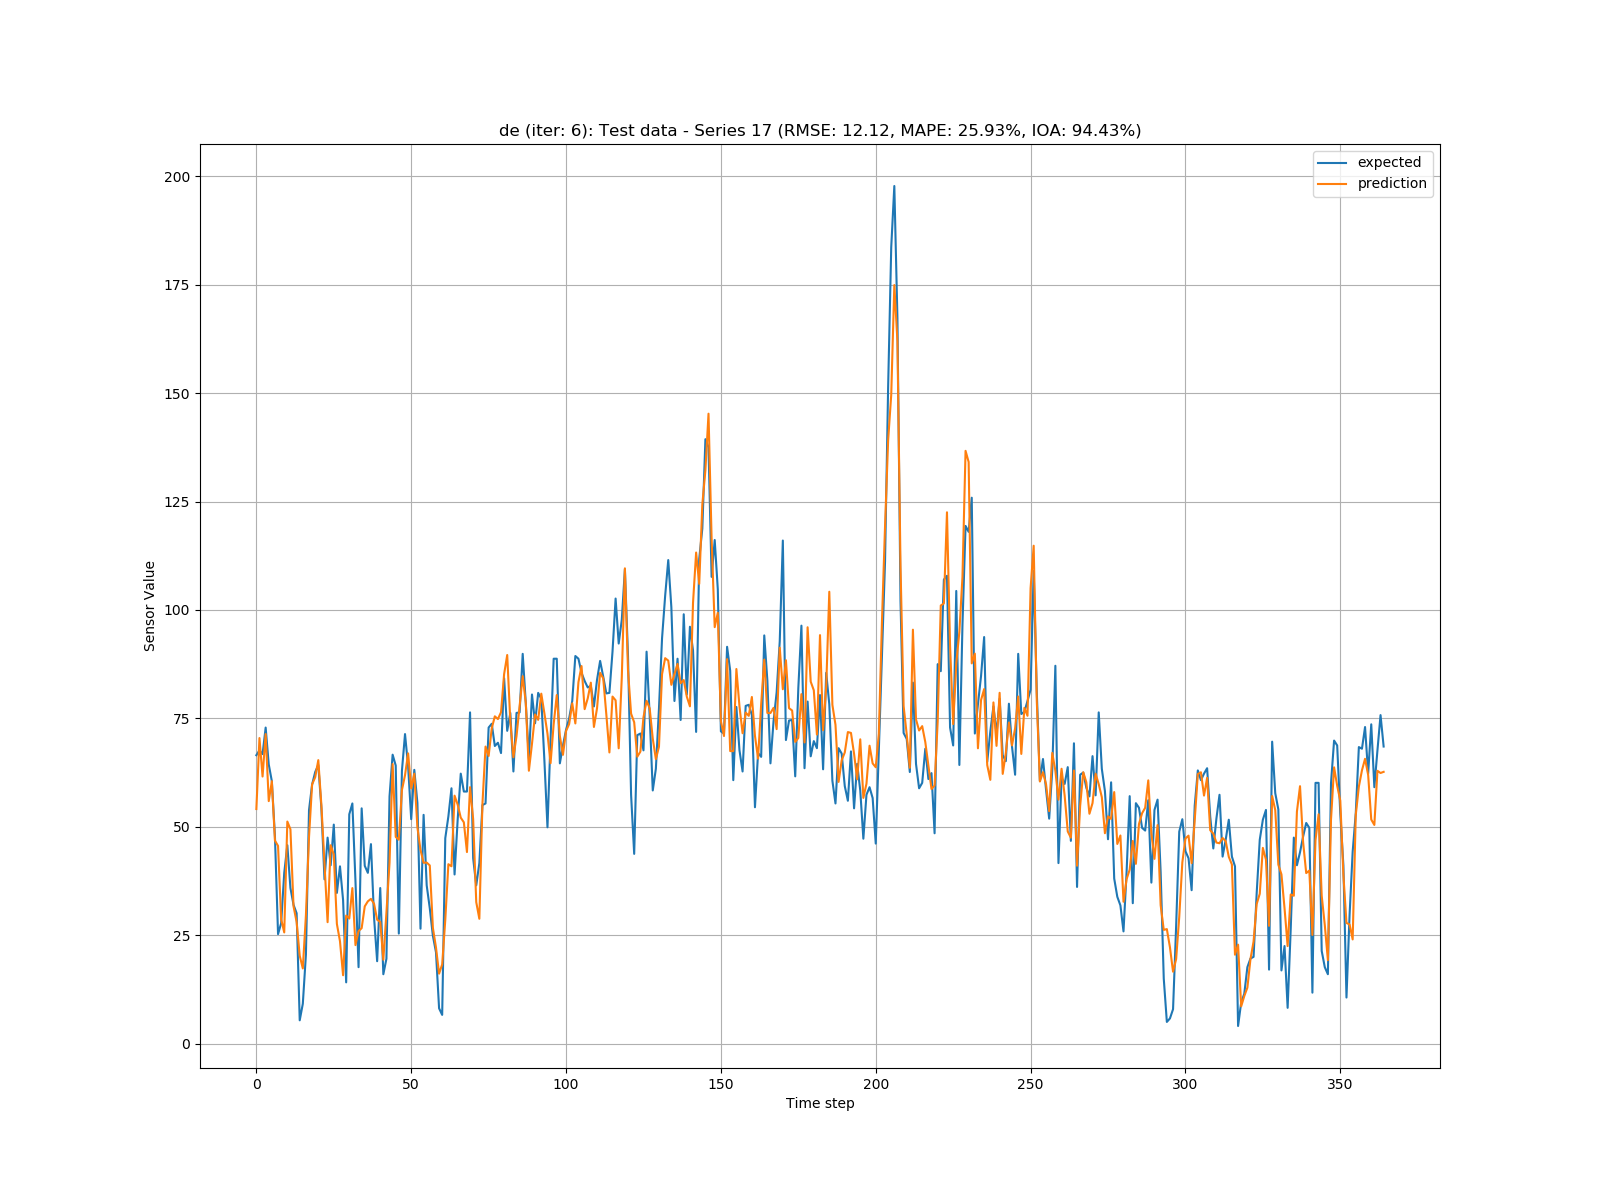 de (iter: 6): Test data - Series 17 (RMSE: 12.12, MAPE: 25.93%, IOA: 94.43%)
expected
prediction
200
175
150
125
100
75
50
25
0
Sensor Value
0 50 100 150 200 250 300 350
Time step